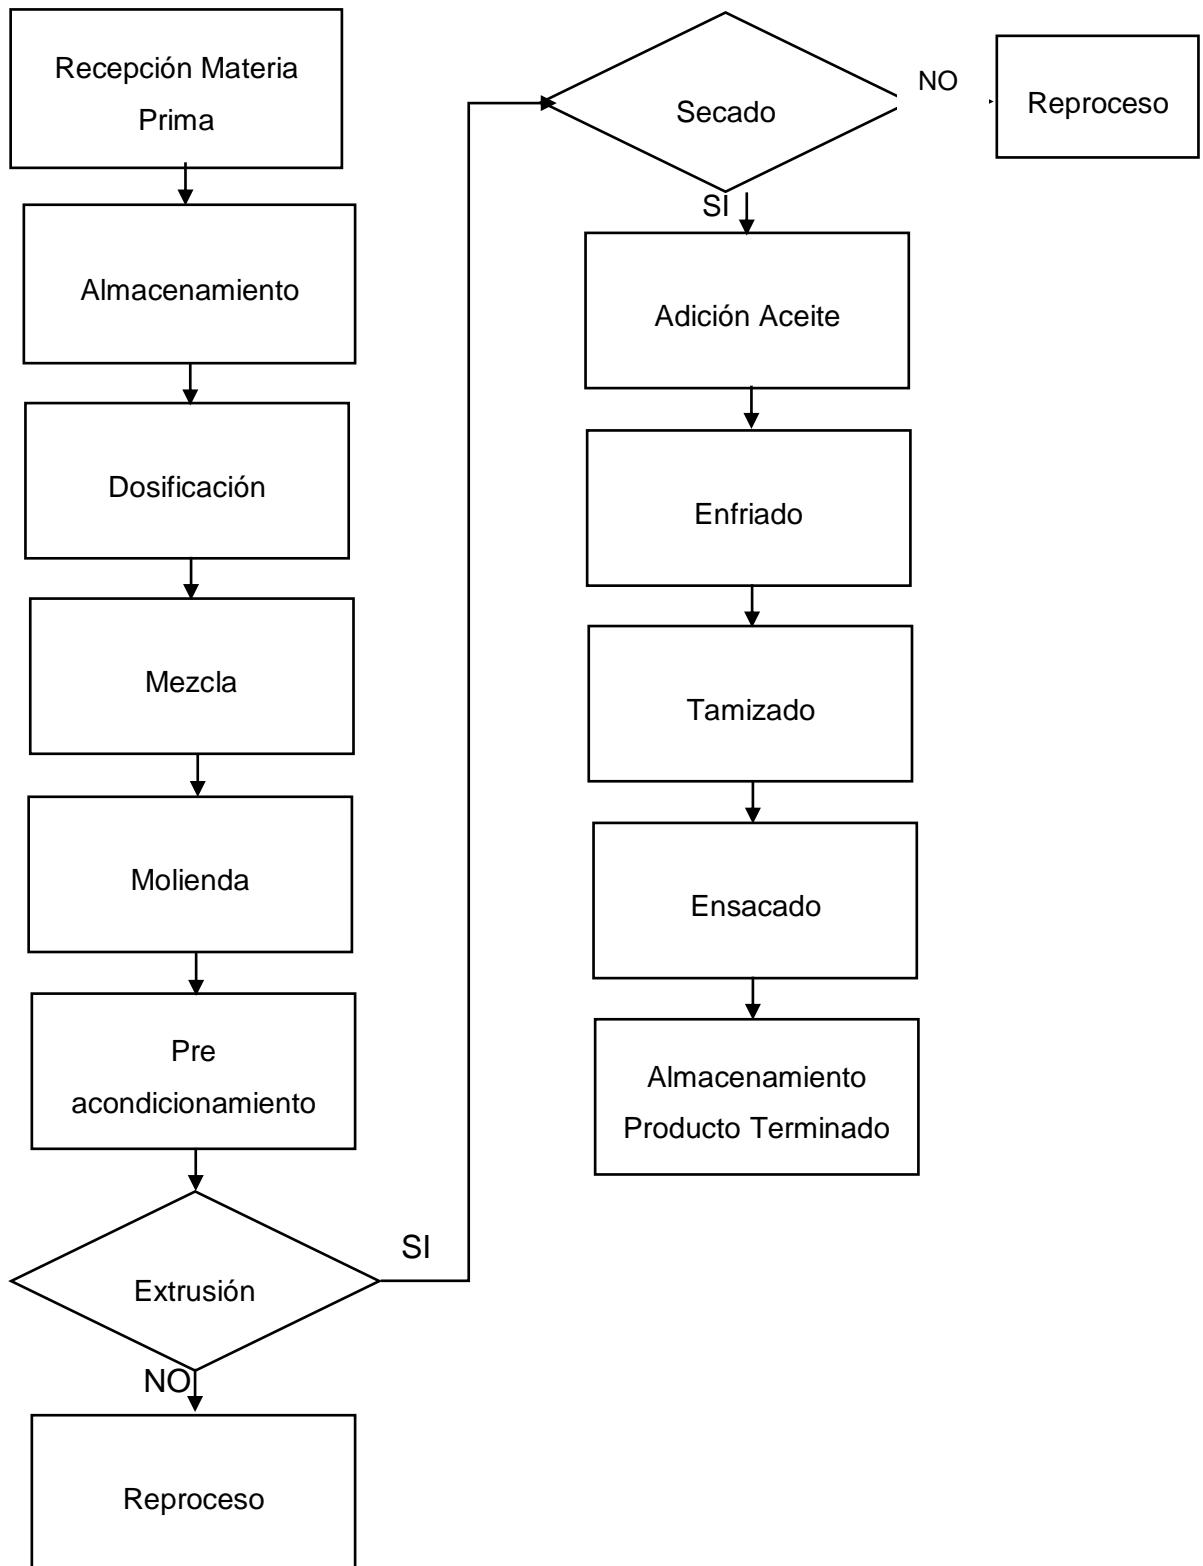 Recepción Materia
Prima
Almacenamiento
Dosificación
Mezcla
Molienda
Pre
acondicionamiento
Extrusión
SI
NO
Reproceso
Secado
NO
Reproceso
SI
Adición Aceite
Enfriado
Tamizado
Ensacado
Almacenamiento
Producto Terminado